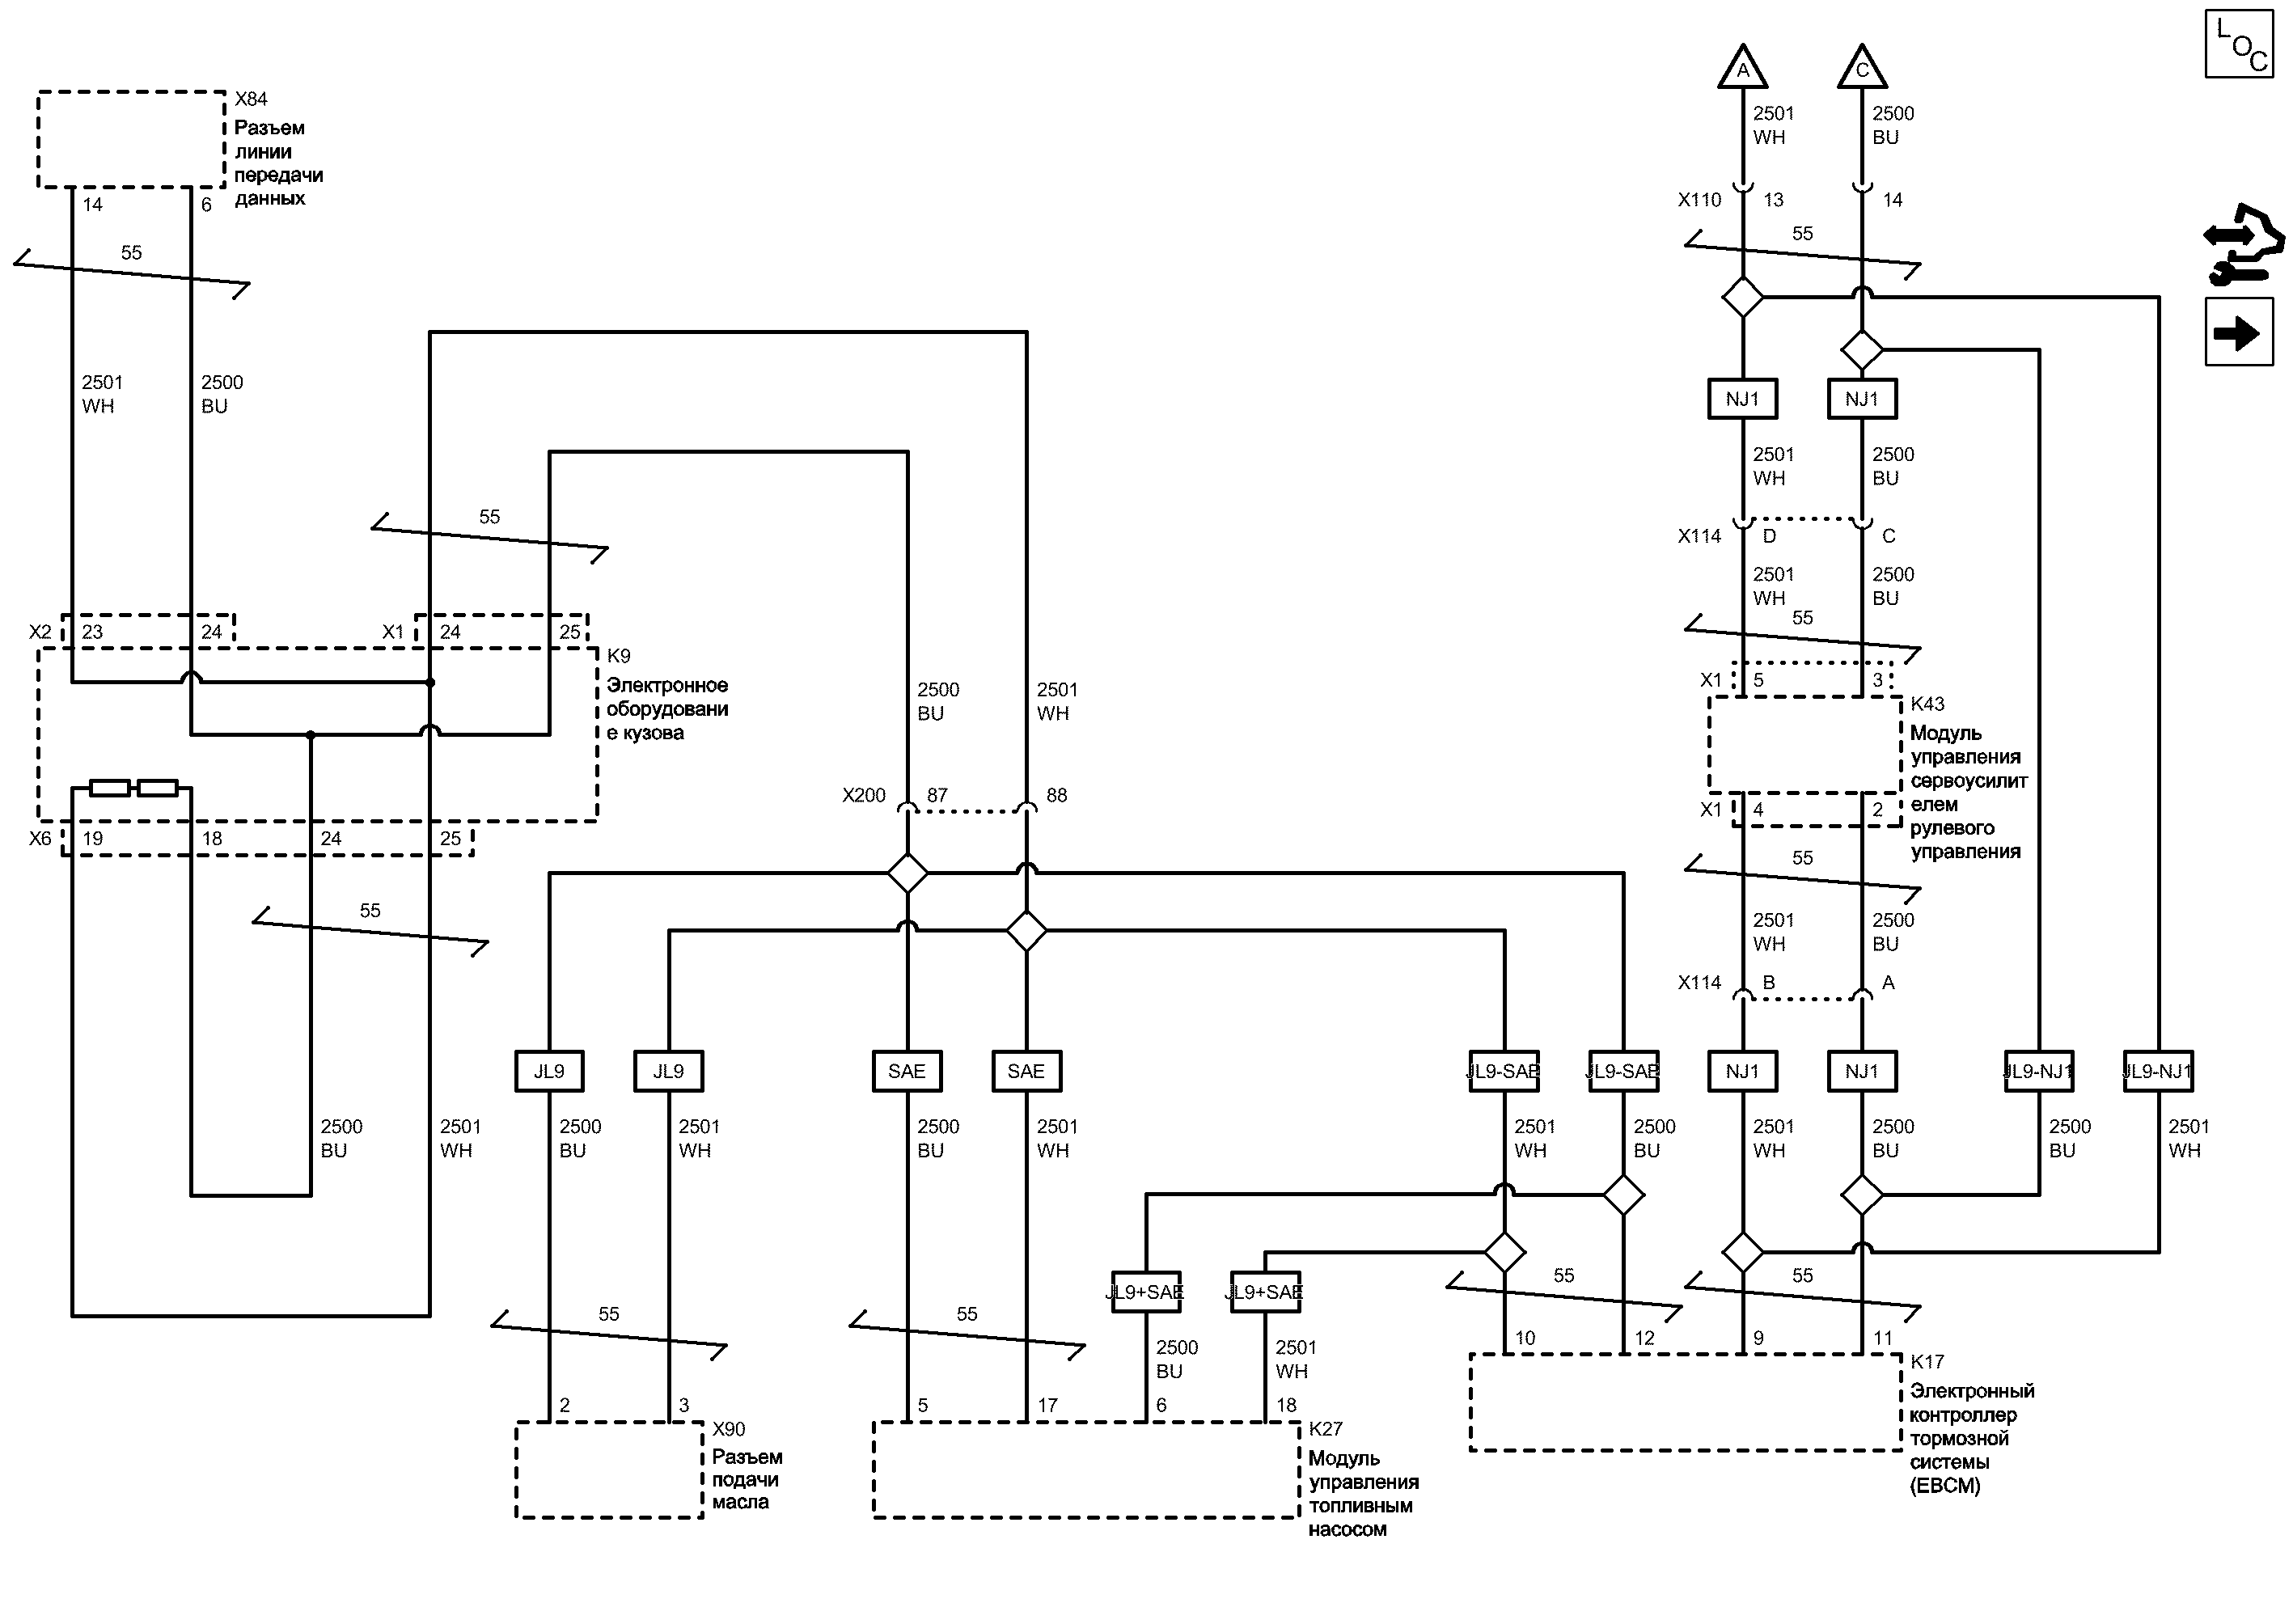 L
O
C
A
C
2501
WH
2500
BU
X110
13
14
55
X84
Разъем
линии
передачи
данных
14
6
55
2501
WH
2500
BU
NJ1
NJ1
2501
WH
2500
BU
55
X114
D
C
2501
WH
2500
BU
55
X2
23
24
X1
24
25
K9
Электронное
оборудовани
е кузова
X1
5
3
K43
Модуль
управления
сервоусилит
елем
рулевого
управления
2500
BU
2501
WH
X200
87
88
X1
4
2
X6
19
18
24
25
55
55
2501
WH
2500
BU
X114
B
A
JL9
JL9
SAE
SAE
JL9-SAE
JL9-SAE
NJ1
NJ1
JL9-NJ1
JL9-NJ1
2500
BU
2501
WH
2500
BU
2501
WH
2500
BU
2501
WH
2501
WH
2500
BU
2501
WH
2500
BU
2500
BU
2501
WH
55
55
JL9+SAE
JL9+SAE
55
55
2500
BU
2501
WH
10
12
9
11
K17
Электронный
контроллер
тормозной
системы
(EBCM)
2
3
X90
Разъем
подачи
масла
5
17
6
18
K27
Модуль
управления
топливным
насосом